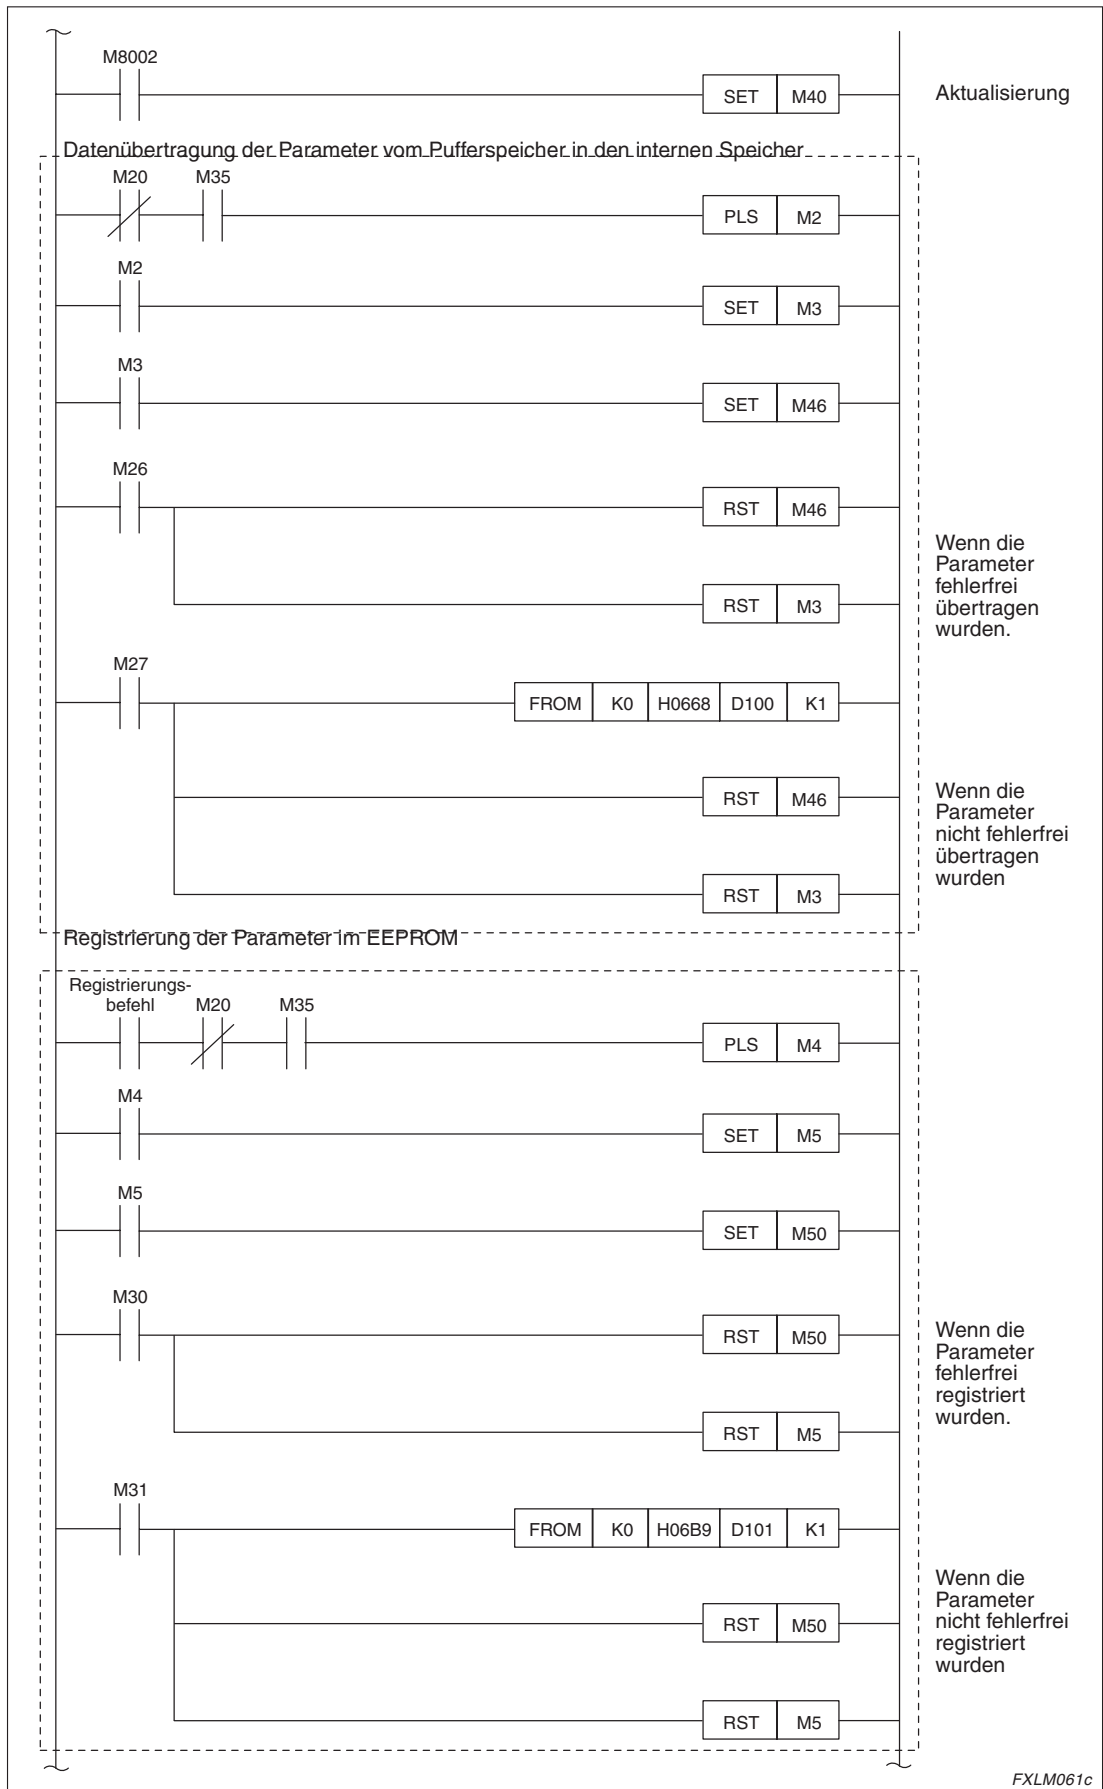 M8002
SET M40 Aktualisierung
Datenübertragung der Parameter vom Pufferspeicher in den internen Speicher
M20 M35
PLS M2
M2
SET M3
M3
SET M46
M26
RST M46
Wenn die
Parameter
fehlerfrei
übertragen
wurden.
RST M3
M27
FROM K0 H0668 D100 K1
RST M46
Wenn die
Parameter
nicht fehlerfrei
übertragen
wurden
RST M3
Registrierung der Parameter im EEPROM
Registrierungs-
befehl M20 M35
PLS M4
M4
SET M5
M5
SET M50
M30
RST M50
Wenn die
Parameter
fehlerfrei
registriert
wurden.
RST M5
M31
FROM K0 H06B9 D101 K1
Wenn die
Parameter
nicht fehlerfrei
registriert
wurden
RST M50
RST M5
FXLM061c